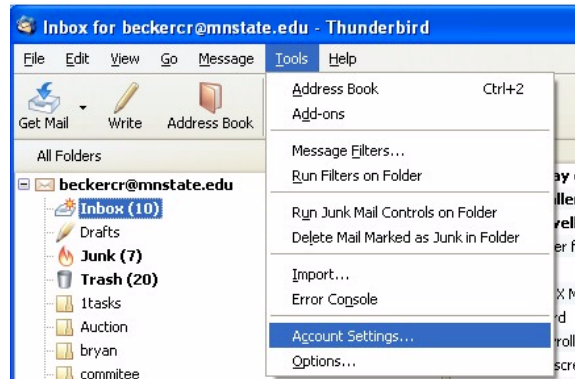 Inbox for beckercr@mnstate.edu - Thunderbird
File Edit View Go Message Tools Help
Get Mail Write Address Book
All Folders
beckercr@mnstate.edu
Inbox (10)
Drafts
Junk (7)
Trash (20)
1tasks
Auction
bryan
commitee
Address Book Ctrl+2
Add-ons
Message Filters...
Run Filters on Folder
Run Junk Mail Controls on Folder
Delete Mail Marked as Junk in Folder
Import...
Error Console
Account Settings...
Options...